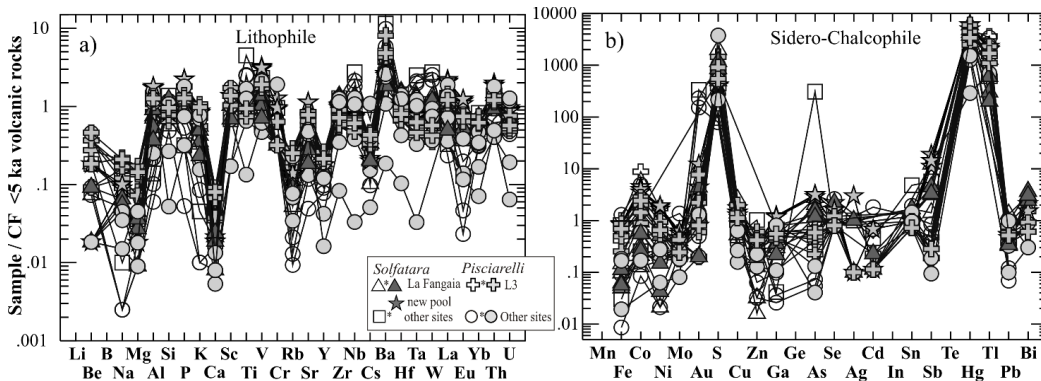 Sample / CF <5 ka volcanic rocks
10
1
.1
.01
.001
a)
Lithophile
Solfatara
Pisciarelli
* La Fangaia
* L3
new pool
* other sites
* Other sites
Li B Mg Si K Sc V Rb Y Nb Ba Ta La Yb U
Be Na Al P Ca Ti Cr Sr Zr Cs Hf W Eu Th
10000
1000
100
10
1
0.1
.01
b)
Sidero-Chalcophile
Mn Co Mo S Zn Ge Se Cd Sn Te Tl Bi
Fe Ni Au Cu Ga As Ag In Sb Hg Pb